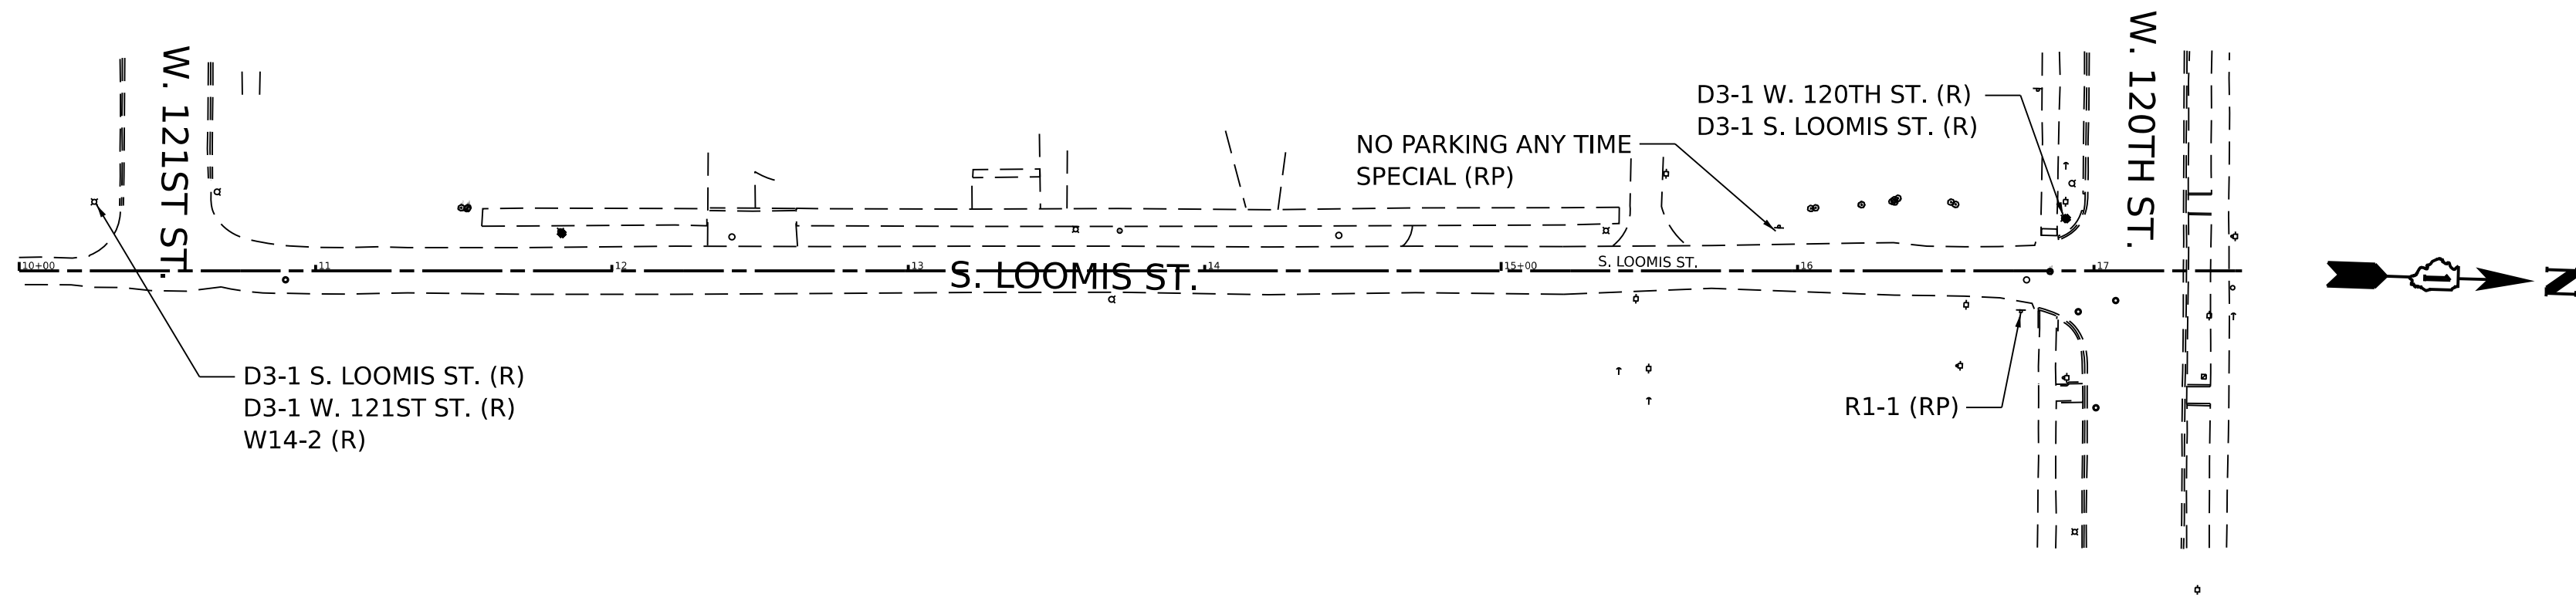 W. 121ST ST.
W. 120TH ST.
D3-1 W. 120TH ST. (R)
D3-1 S. LOOMIS ST. (R)
NO PARKING ANY TIME
SPECIAL (RP)
10+00
11
12
13
14
15+00
16
17
S. LOOMIS ST.
S. LOOMIS ST.
N
D3-1 S. LOOMIS ST. (R)
D3-1 W. 121ST ST. (R)
W14-2 (R)
R1-1 (RP)